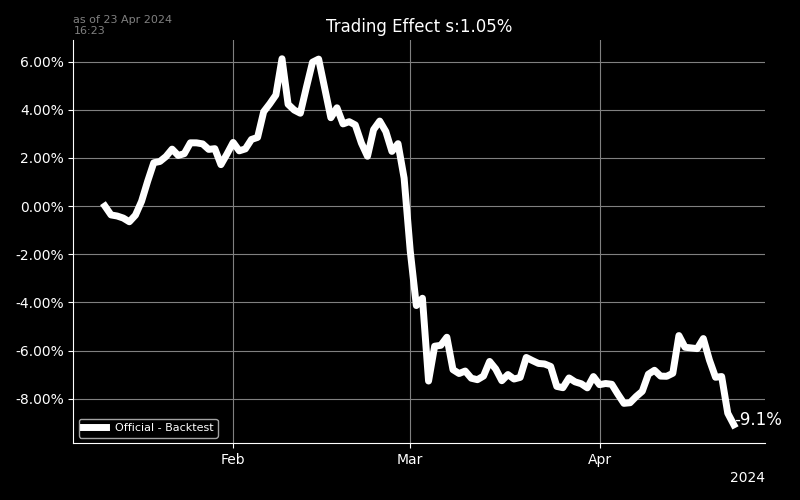 as of 23 Apr 2024
16:23
Trading Effect s:1.05%
6.00%
4.00%
2.00%
0.00%
-2.00%
-4.00%
-6.00%
-8.00%
-9.1%
Official - Backtest
Feb
Mar
Apr
2024